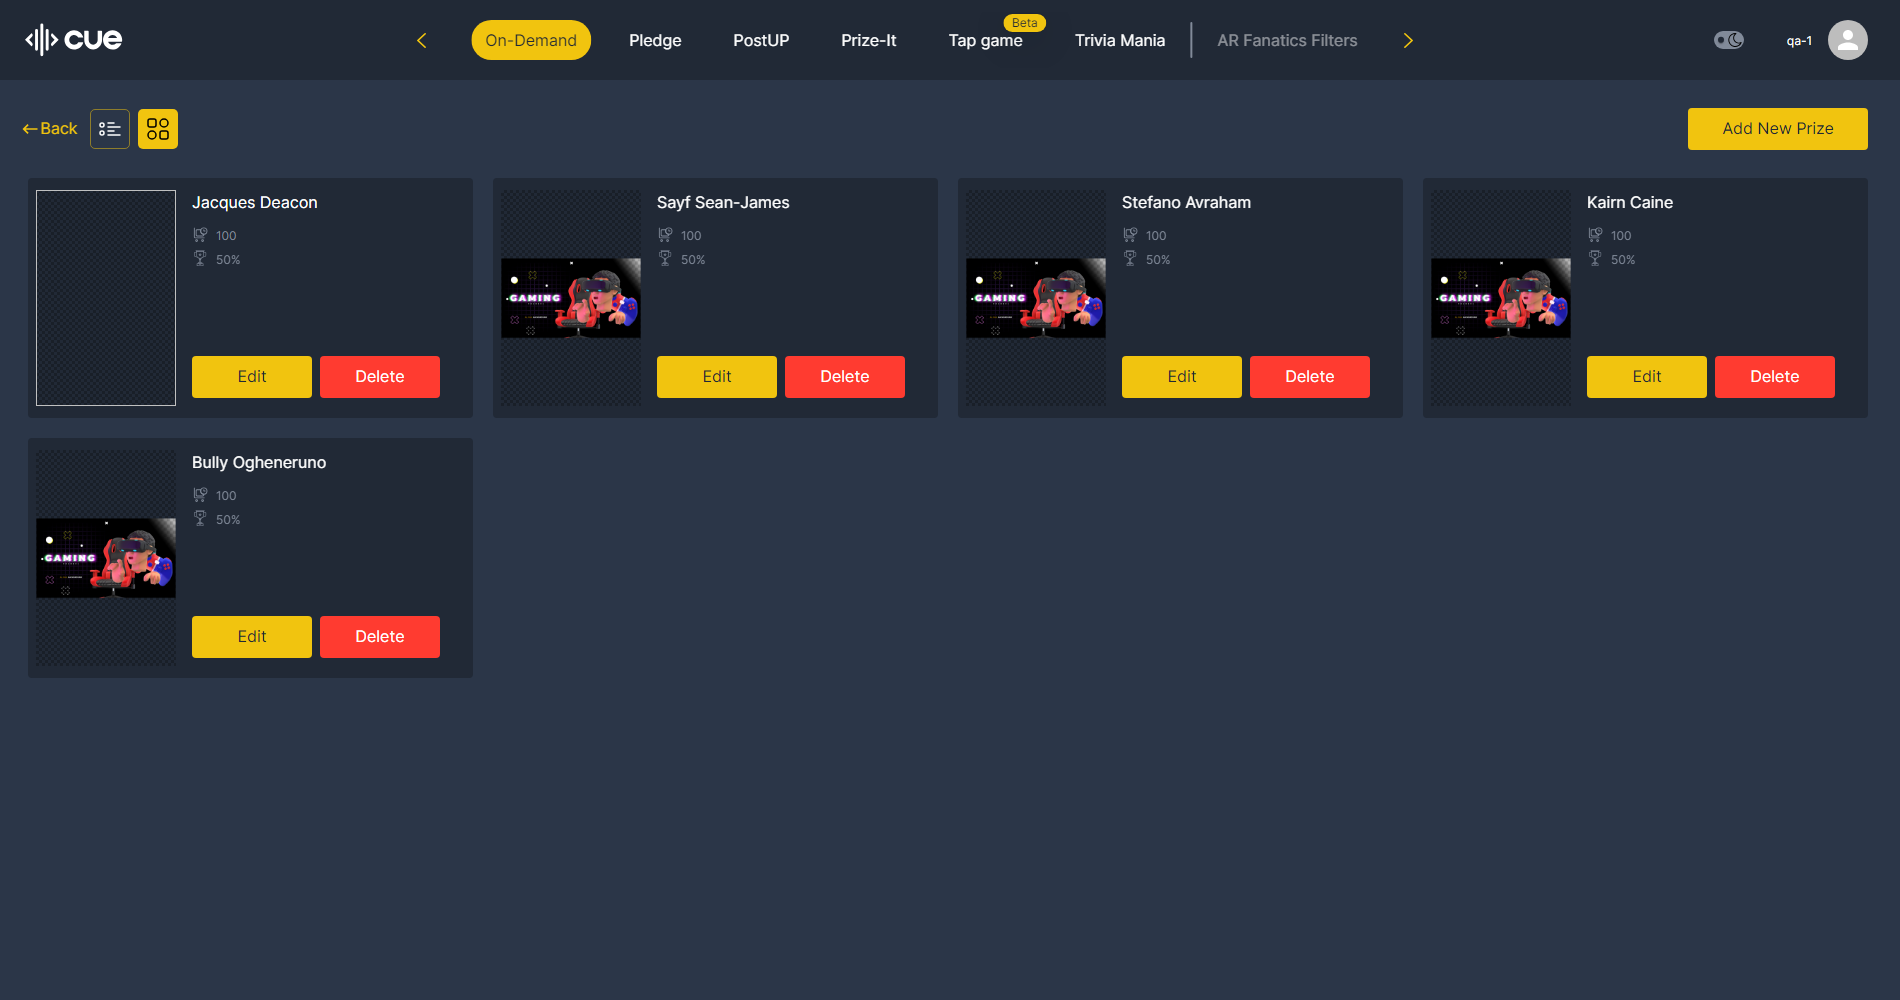 cue
On-Demand
Pledge
PostUP
Prize-It
Tap game
Beta
Trivia Mania
AR Fanatics Filters
qa-1
Back
Add New Prize
Jacques Deacon
100
50%
Edit
Delete
GAMING
Sayf Sean-James
100
50%
Edit
Delete
GAMING
Stefano Avraham
100
50%
Edit
Delete
GAMING
Kairn Caine
100
50%
Edit
Delete
GAMING
Bully Ogheneruno
100
50%
Edit
Delete